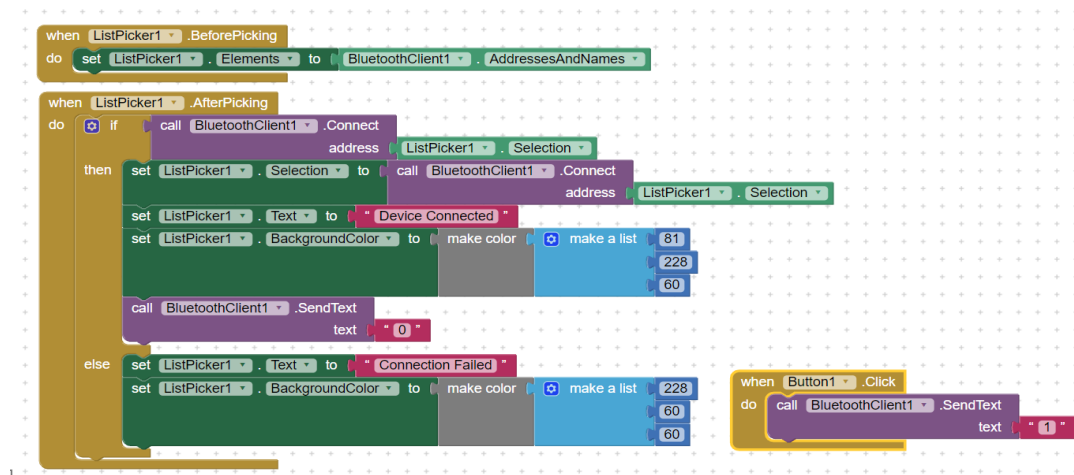 when ListPicker1 .BeforePicking
do set ListPicker1 . Elements to BluetoothClient1 . AddressesAndNames
when ListPicker1 .AfterPicking
do if call BluetoothClient1 .Connect
address ListPicker1 . Selection
then set ListPicker1 . Selection to call BluetoothClient1 .Connect
address ListPicker1 . Selection
set ListPicker1 . Text to " Device Connected "
set ListPicker1 . BackgroundColor to make color make a list 81
228
60
call BluetoothClient1 .SendText
text " 0 "
else set ListPicker1 . Text to " Connection Failed "
set ListPicker1 . BackgroundColor to make color make a list 228
60
60
when Button1 .Click
do call BluetoothClient1 .SendText
text " 1 "
1